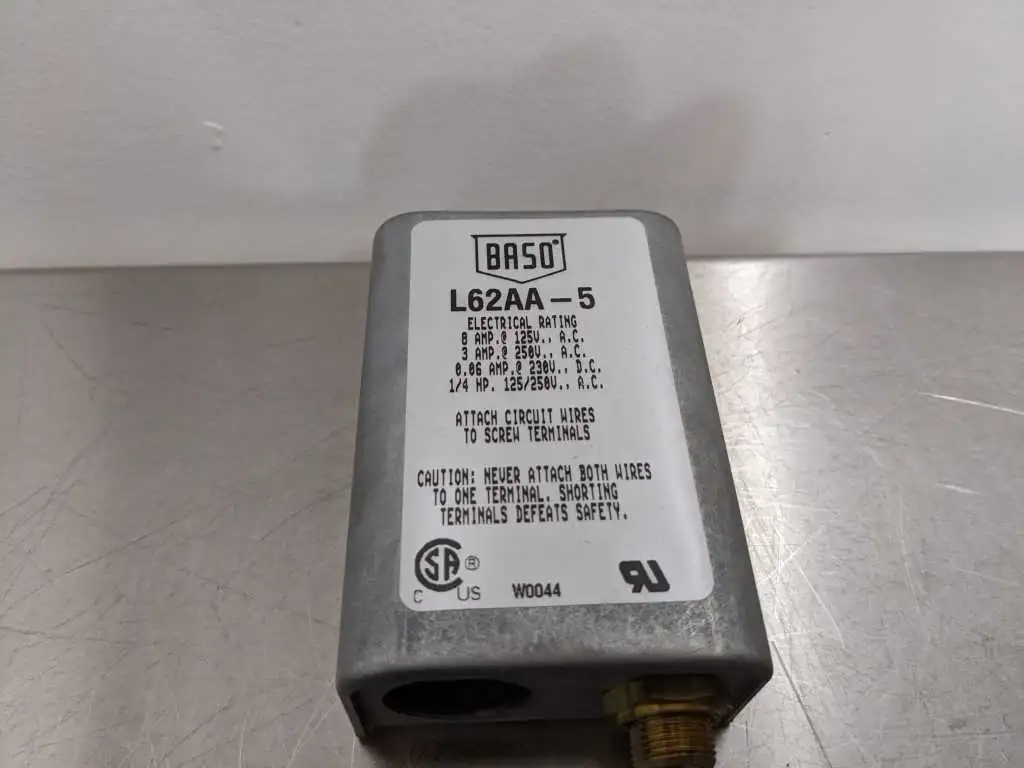 BASO®
L62AA-5
ELECTRICAL RATING
8 AMP.@ 125V., A.C.
3 AMP.@ 250V., A.C.
0.06 AMP.@ 230V., D.C.
1/4 HP. 125/250V., A.C.
ATTACH CIRCUIT WIRES
TO SCREW TERMINALS
CAUTION: NEVER ATTACH BOTH WIRES
TO ONE TERMINAL. SHORTING
TERMINALS DEFEATS SAFETY.
C SA® US W0044 RU